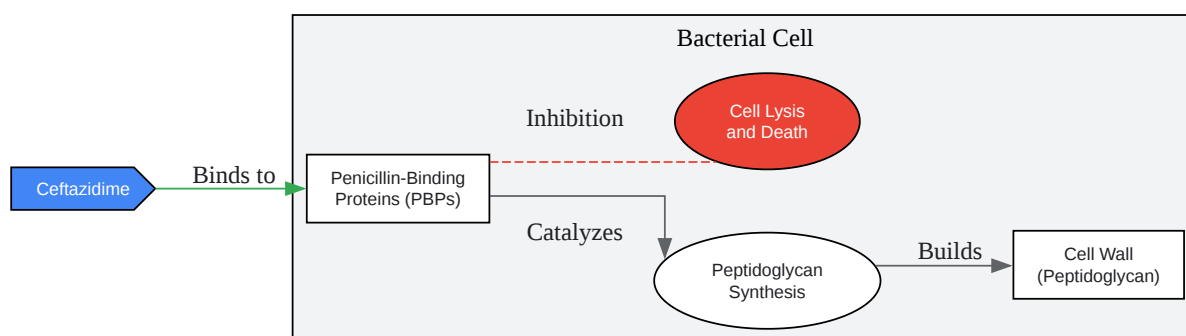 Bacterial Cell
Inhibition
Cell Lysis
and Death
Ceftazidime
Binds to
Penicillin-Binding
Proteins (PBPs)
Catalyzes
Peptidoglycan
Synthesis
Builds
Cell Wall
(Peptidoglycan)